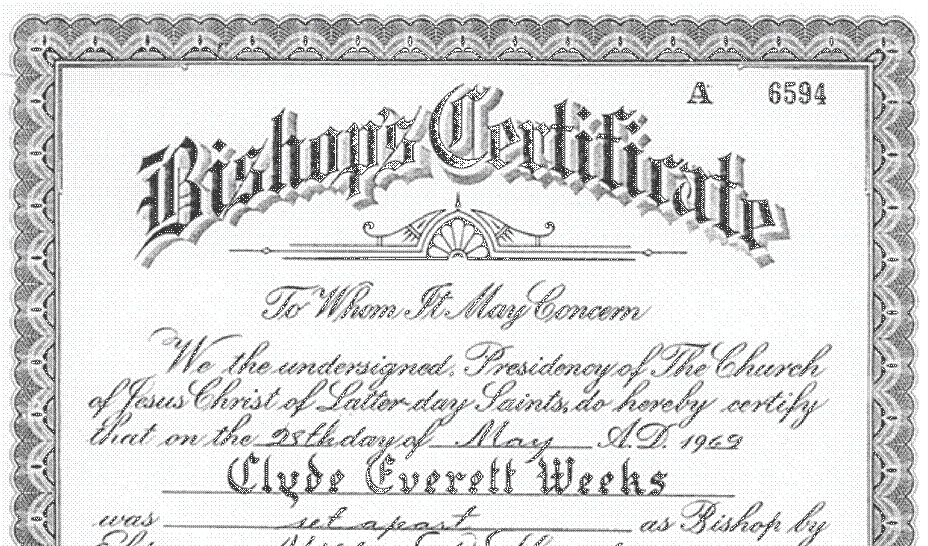 A 6594
Bishop's Certificate
To Whom It May Concern
We the undersigned, Presidency of The Church
of Jesus Christ of Latter-day Saints, do hereby certify
that on the 28th day of May A.D. 1969
Clyde Everett Weeks
was set apart as Bishop by